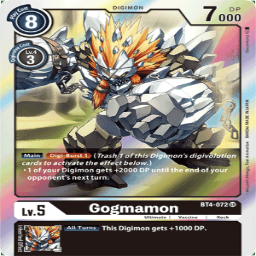 Play Cost
8
DIGIMON
7000
DP
Lv.4
3
Main Digi-Burst 1 (Trash 1 of this Digimon's digivolution
cards to activate the effect below.)
・1 of your Digimon gets +2000 DP until the end of your
opponent's next turn.
Lv.5
Gogmamon
BT4-072
Ultimate
Vaccine
Rock
All Turns This Digimon gets +1000 DP.